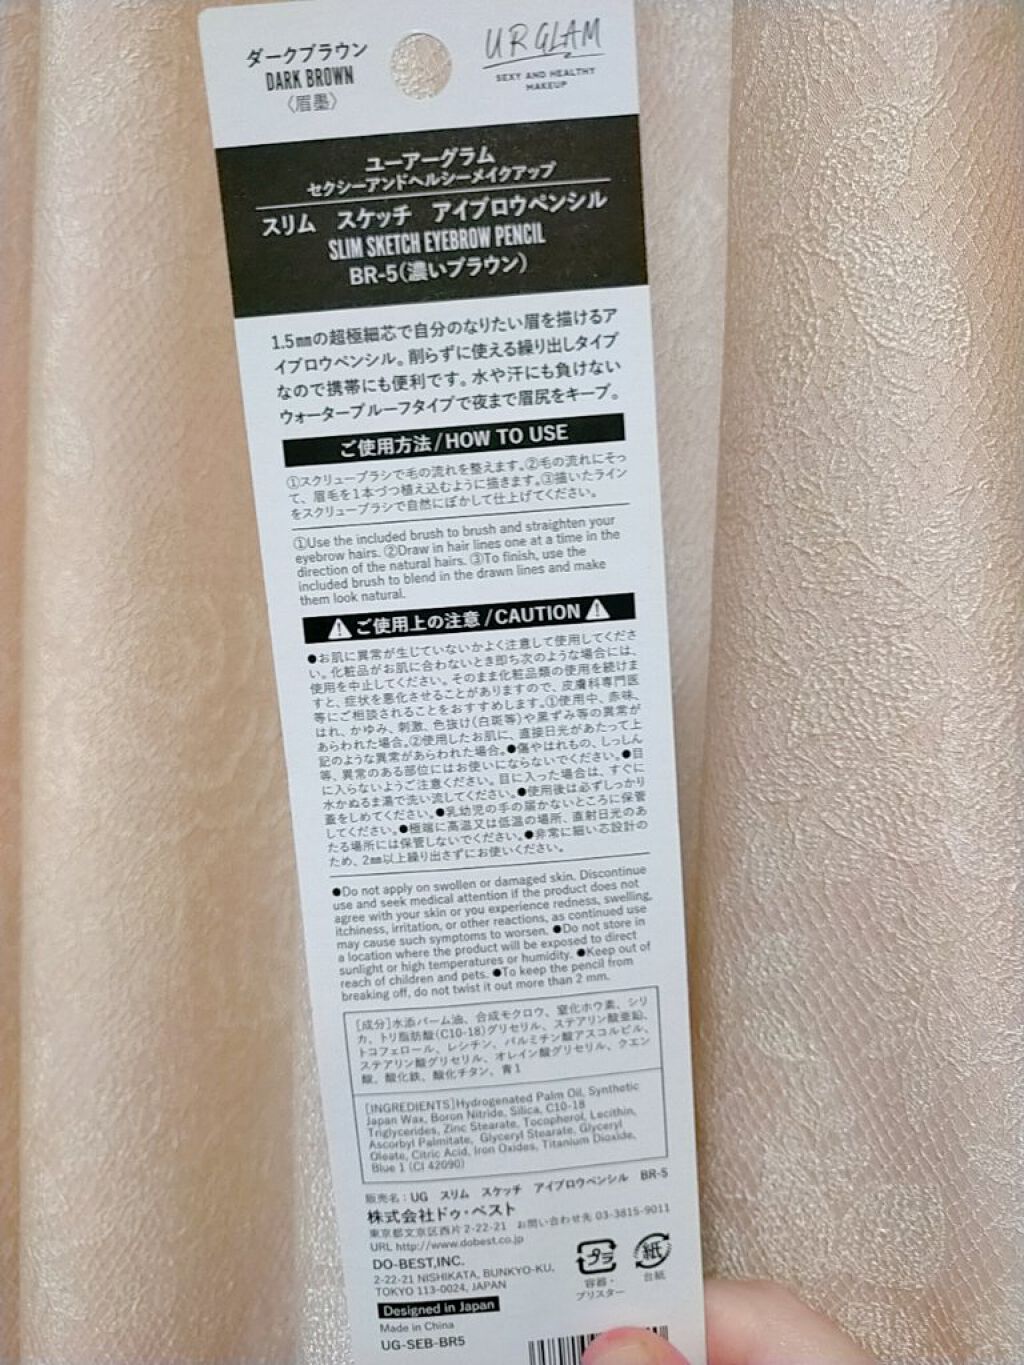 ダークブラウン
DARK BROWN
〈眉墨〉
UR GLAM
SEXY AND HEALTHY
MAKEUP
ユーアーグラム
セクシーアンドヘルシーメイクアップ
スリム スケッチ アイブロウペンシル
SLIM SKETCH EYEBROW PENCIL
BR-5(濃いブラウン)
1.5㎜の超極細芯で自分のなりたい眉を描けるア
イブロウペンシル。削らずに使える繰り出しタイプ
なので携帯にも便利です。水や汗にも負けない
ウォータープルーフタイプで夜まで眉尻をキープ。
ご使用方法/HOW TO USE
①スクリューブラシで毛の流れを整えます。②毛の流れにそっ
て、眉毛を1本づつ植え込むように描きます。③描いたライン
をスクリューブラシで自然にぼかして仕上げてください。
①Use the included brush to brush and straighten your
eyebrow hairs. ②Draw in hair lines one at a time in the
direction of the natural hairs. ③To finish, use the
included brush to blend in the drawn lines and make
them look natural.
⚠ご使用上の注意/CAUTION⚠
●お肌に異常が生じていないかよく注意して使用してくださ
い。化粧品がお肌に合わないとき即ち次のような場合には、
使用を中止してください。そのまま化粧品類の使用を続けま
すと、症状を悪化させることがありますので、皮膚科専門医
等にご相談されることをおすすめします。①使用中、赤味、
はれ、かゆみ、刺激、色抜け(白斑等)や黒ずみ等の異常が
あらわれた場合。②使用したお肌に、直接日光があたって上
記のような異常があらわれた場合。●傷やはれもの、しっしん
等、異常のある部位にはお使いにならないでください。●目
に入らないようご注意ください。目に入った場合は、すぐに
水かぬるま湯で洗い流してください。●使用後は必ずしっかり
蓋をしめてください。●乳幼児の手の届かないところに保管
してください。●極端に高温又は低温の場所、直射日光のあ
たる場所には保管しないでください。●非常に細い芯設計の
ため、2㎜以上繰り出さずにお使いください。
●Do not apply on swollen or damaged skin. Discontinue
use and seek medical attention if the product does not
agree with your skin or you experience redness, swelling,
itchiness, irritation, or other reactions, as continued use
may cause such symptoms to worsen. ●Do not store in
a location where the product will be exposed to direct
sunlight or high temperatures or humidity. ●Keep out of
reach of children and pets. ●To keep the pencil from
breaking off, do not twist it out more than 2 mm.
[成分]水添パーム油、合成モクロウ、窒化ホウ素、シリ
カ、トリ脂肪酸(C10-18)グリセリル、ステアリン酸亜鉛、
トコフェロール、レシチン、パルミチン酸アスコルビル、
ステアリン酸グリセリル、オレイン酸グリセリル、クエン
酸、酸化鉄、酸化チタン、青1
[INGREDIENTS]Hydrogenated Palm Oil, Synthetic
Japan Wax, Boron Nitride, Silica, C10-18
Triglycerides, Zinc Stearate, Tocopherol, Lecithin,
Ascorbyl Palmitate, Glyceryl Stearate, Glyceryl
Oleate, Citric Acid, Iron Oxides, Titanium Dioxide,
Blue 1 (CI 42090)
販売名:UG スリム スケッチ アイブロウペンシル BR-5
株式会社ドゥ・ベスト
東京都文京区西片2-22-21 お問い合わせ先 03-3815-9011
URL http://www.dobest.co.jp
DO-BEST,INC.
2-22-21 NISHIKATA, BUNKYO-KU,
TOKYO 113-0024, JAPAN
プラ
容器・
ブリスター
紙
台紙
Designed in Japan
Made in China
UG-SEB-BR5